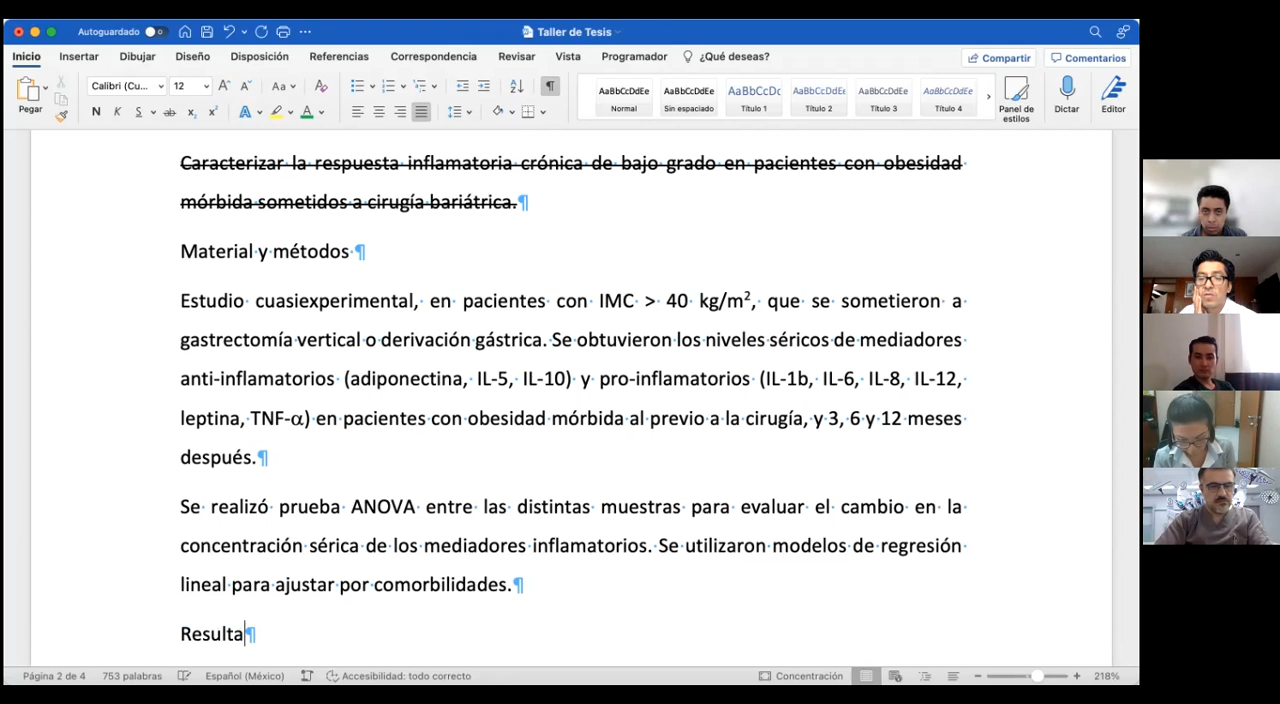 Autoguardado
Taller de Tesis
Inicio Insertar Dibujar Diseño Disposición Referencias Correspondencia Revisar Vista Programador ¿Qué deseas? Compartir Comentarios
Calibri (Cu... 12 Aa
Pegar
N K S ab x x A A
AaBbCcDdEe AaBbCcDdEe AaBbCcDc AaBbCcDdEe AaBbCcDdEe AaBbCcDdEe
Normal Sin espaciado Título 1 Título 2 Título 3 Título 4
Panel de estilos Dictar Editor
Caracterizar la respuesta inflamatoria crónica de bajo grado en pacientes con obesidad
mórbida sometidos a cirugía bariátrica.¶
Material y métodos ¶
Estudio cuasiexperimental, en pacientes con IMC > 40 kg/m², que se sometieron a
gastrectomía vertical o derivación gástrica. Se obtuvieron los niveles séricos de mediadores
anti-inflamatorios (adiponectina, IL-5, IL-10) y pro-inflamatorios (IL-1b, IL-6, IL-8, IL-12,
leptina, TNF-α) en pacientes con obesidad mórbida al previo a la cirugía, y 3, 6 y 12 meses
después.¶
Se realizó prueba ANOVA entre las distintas muestras para evaluar el cambio en la
concentración sérica de los mediadores inflamatorios. Se utilizaron modelos de regresión
lineal para ajustar por comorbilidades.¶
Resulta¶
Página 2 de 4 753 palabras Español (México) Accesibilidad: todo correcto Concentración 218%